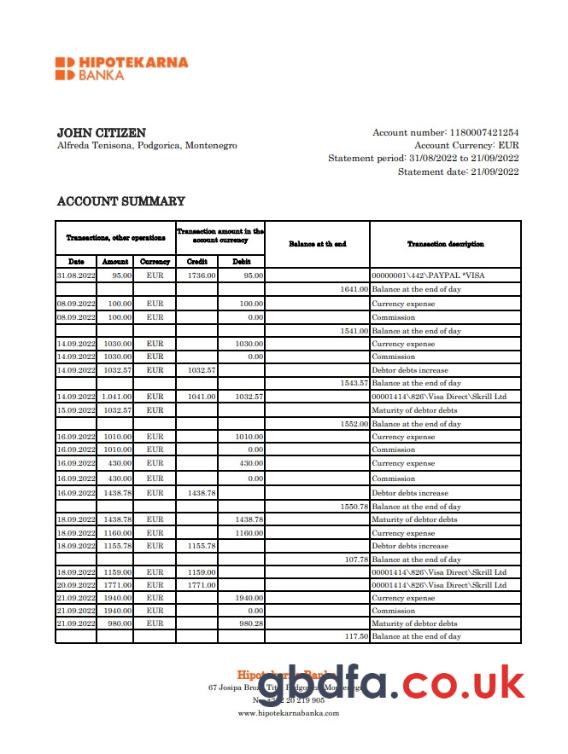 HIPOTEKARNA
BANKA
JOHN CITIZEN
Alfreda Tenisona, Podgorica, Montenegro
Account number: 1180007421254
Account Currency: EUR
Statement period: 31/08/2022 to 21/09/2022
Statement date: 21/09/2022
ACCOUNT SUMMARY
Transactions, other operations Transaction amount in the account currency Balance at th end Transaction description
Date Amount Currency Credit Debit
31.08.2022 95.00 EUR 1736.00 95.00 00000001\442\PAYPAL *VISA
1641.00 Balance at the end of day
08.09.2022 100.00 EUR 100.00 Currency expense
08.09.2022 100.00 EUR 0.00 Commission
1541.00 Balance at the end of day
14.09.2022 1030.00 EUR 1030.00 Currency expense
14.09.2022 1030.00 EUR 0.00 Commission
14.09.2022 1032.57 EUR 1032.57 Debtor debts increase
1543.57 Balance at the end of day
14.09.2022 1.041.00 EUR 1041.00 1032.57 00001414\826\Visa Direct\Skrill Ltd
15.09.2022 1032.57 EUR Maturity of debtor debts
1552.00 Balance at the end of day
16.09.2022 1010.00 EUR 1010.00 Currency expense
16.09.2022 1010.00 EUR 0.00 Commission
16.09.2022 430.00 EUR 430.00 Currency expense
16.09.2022 430.00 EUR 0.00 Commission
16.09.2022 1438.78 EUR 1438.78 Debtor debts increase
1550.78 Balance at the end of day
18.09.2022 1438.78 EUR 1438.78 Maturity of debtor debts
18.09.2022 1160.00 EUR 1160.00 Currency expense
18.09.2022 1155.78 EUR 1155.78 Debtor debts increase
107.78 Balance at the end of day
18.09.2022 1159.00 EUR 1159.00 00001414\826\Visa Direct\Skrill Ltd
20.09.2022 1771.00 EUR 1771.00 00001414\826\Visa Direct\Skrill Ltd
21.09.2022 1940.00 EUR 1940.00 Currency expense
21.09.2022 1940.00 EUR 0.00 Commission
21.09.2022 980.00 EUR 980.28 Maturity of debtor debts
117.50 Balance at the end of day
67 Josipa
20 219 905
gbdfa.co.uk
www.hipotekarnabanka.com